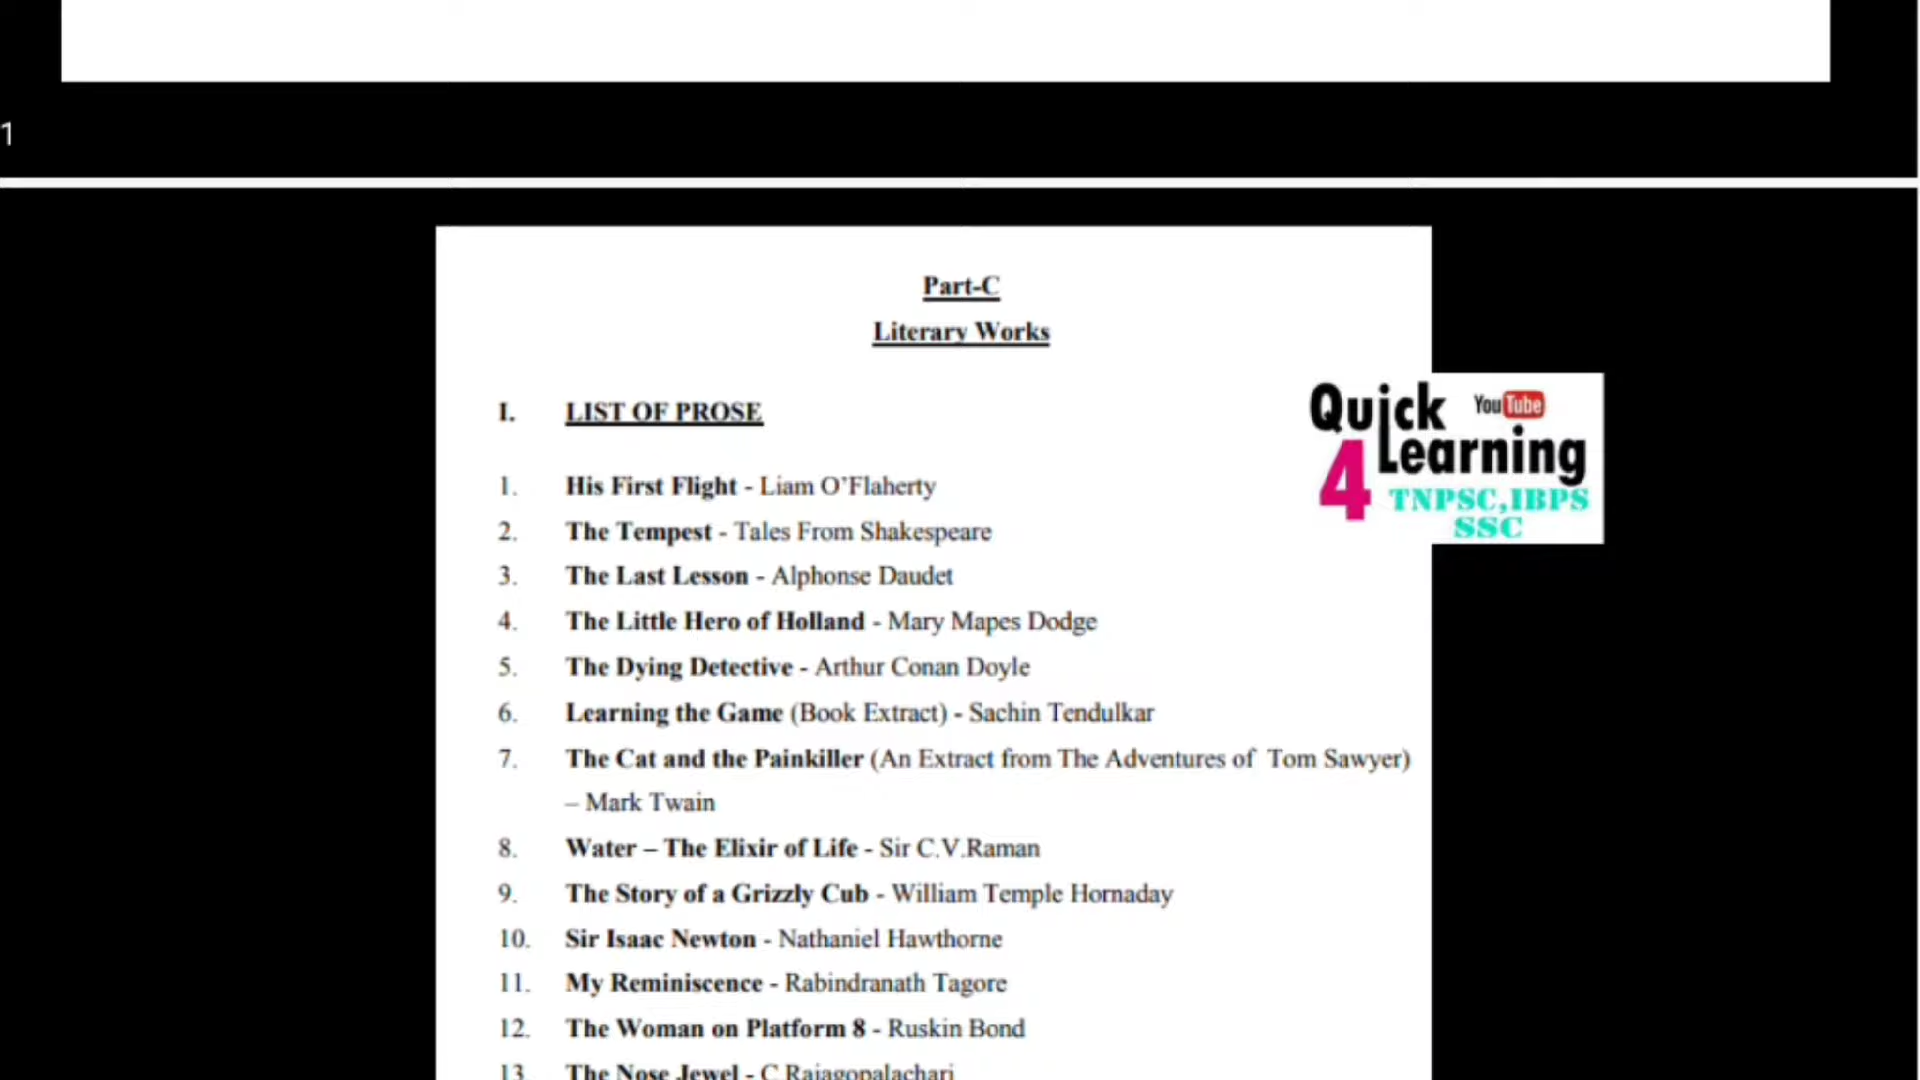 1
Part-C
Literary Works
I. LIST OF PROSE
1. His First Flight - Liam O'Flaherty
2. The Tempest - Tales From Shakespeare
3. The Last Lesson - Alphonse Daudet
4. The Little Hero of Holland - Mary Mapes Dodge
5. The Dying Detective - Arthur Conan Doyle
6. Learning the Game (Book Extract) - Sachin Tendulkar
7. The Cat and the Painkiller (An Extract from The Adventures of Tom Sawyer)
– Mark Twain
8. Water – The Elixir of Life - Sir C.V.Raman
9. The Story of a Grizzly Cub - William Temple Hornaday
10. Sir Isaac Newton - Nathaniel Hawthorne
11. My Reminiscence - Rabindranath Tagore
12. The Woman on Platform 8 - Ruskin Bond
13. The Nose Jewel - C.Rajagopalachari
Quick YouTube
4 Learning
TNPSC,IBPS
SSC